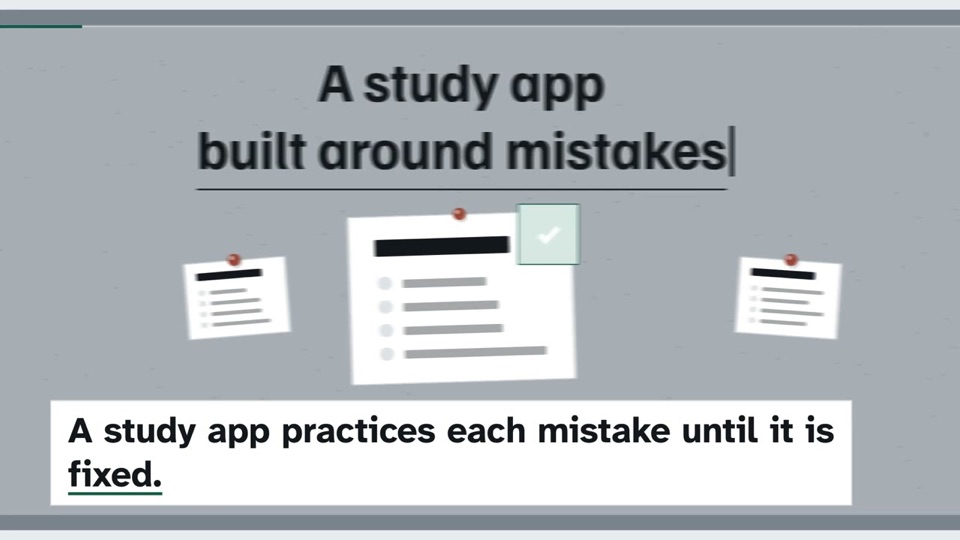 A study app
built around mistakes
A study app practices each mistake until it is
fixed.